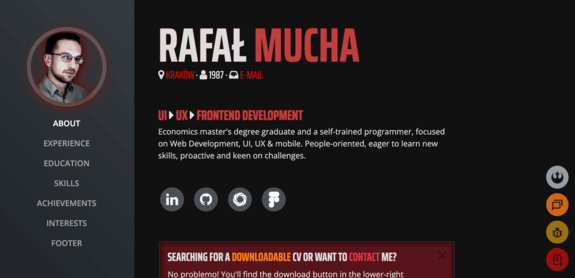 RAFAŁ MUCHA
KRAKÓW • 1987 • E-MAIL
ABOUT
EXPERIENCE
EDUCATION
SKILLS
ACHIEVEMENTS
INTERESTS
FOOTER
UI UX FRONTEND DEVELOPMENT
Economics master's degree graduate and a self-trained programmer, focused
on Web Development, UI, UX & mobile. People-oriented, eager to learn new
skills, proactive and keen on challenges.
in
SEARCHING FOR A DOWNLOADABLE CV OR WANT TO CONTACT ME?
No problemo! You'll find the download button in the lower-right